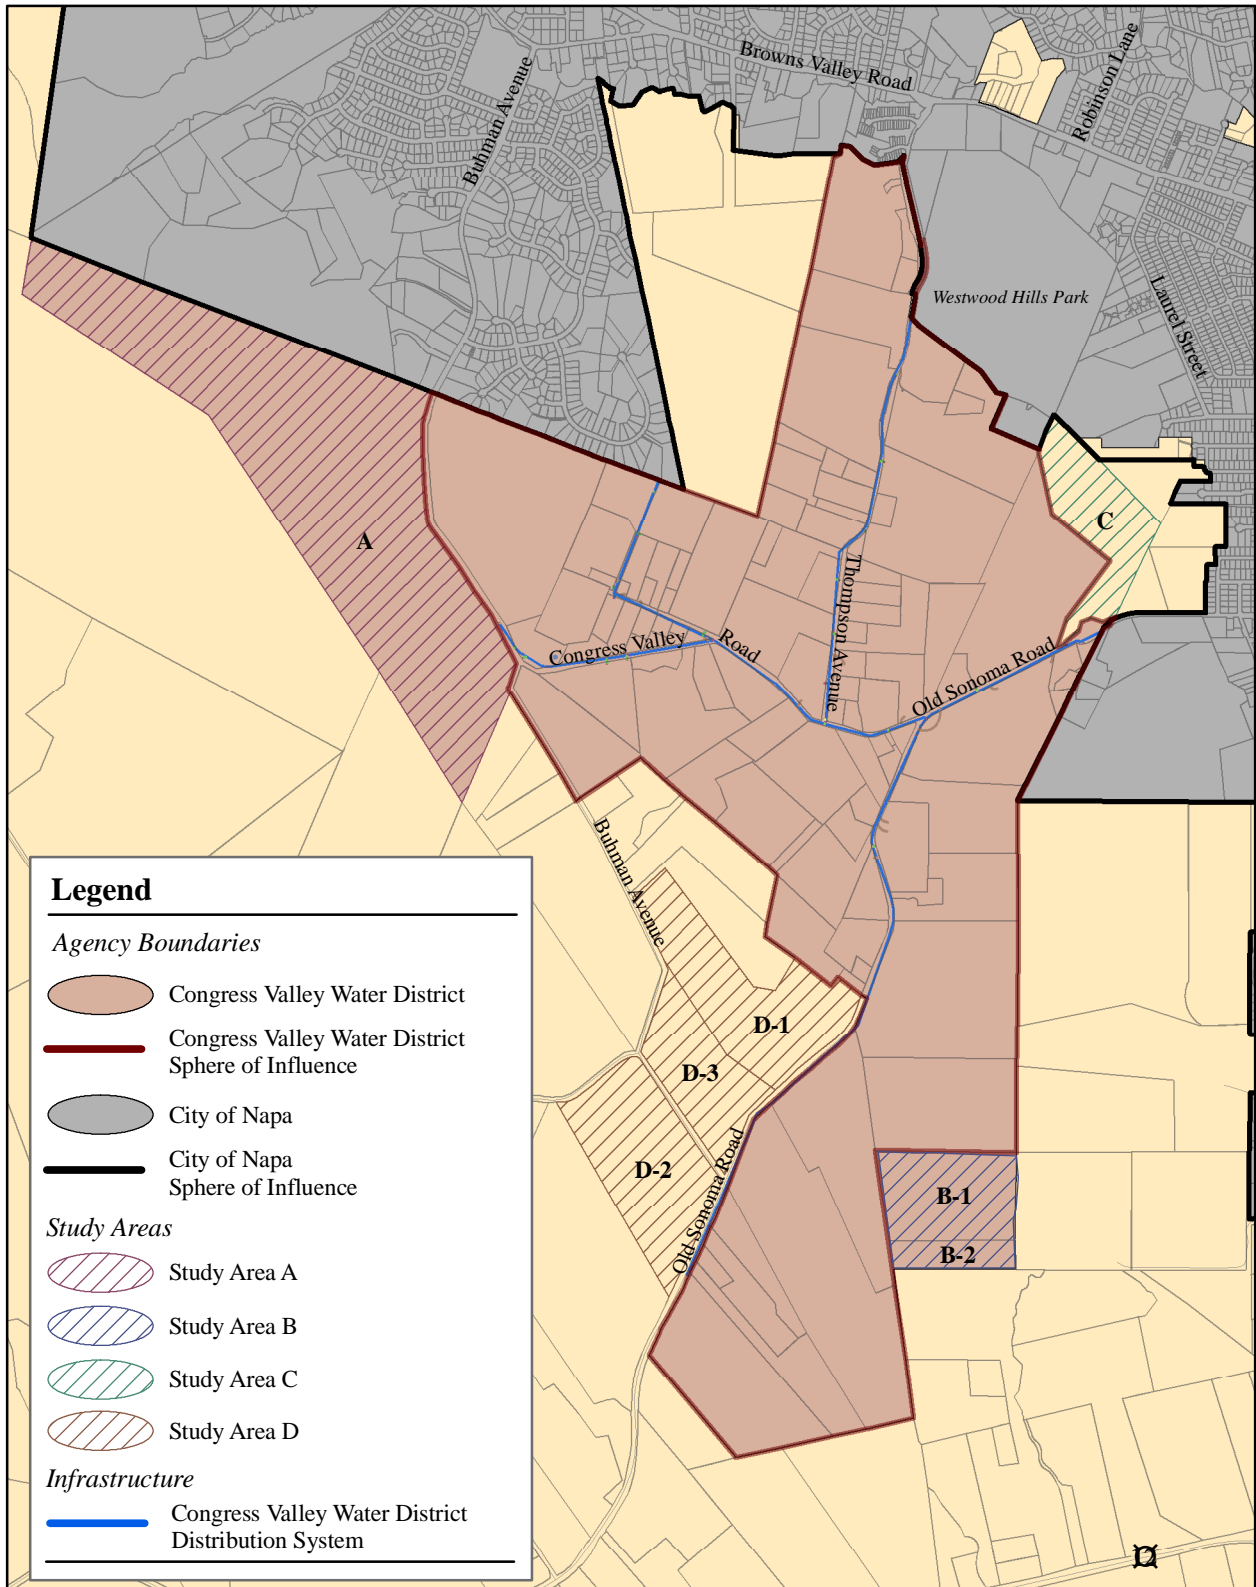 Browns Valley Road
Robinson Lane
Buhman Avenue
Westwood Hills Park
Laurel Street
A
C
Thompson Avenue
Congress Valley Road
Old Sonoma Road
Buhman Avenue
D-1
D-3
D-2
Old Sonoma Road
B-1
B-2
Legend
Agency Boundaries
Congress Valley Water District
Congress Valley Water District
Sphere of Influence
City of Napa
City of Napa
Sphere of Influence
Study Areas
Study Area A
Study Area B
Study Area C
Study Area D
Infrastructure
Congress Valley Water District
Distribution System